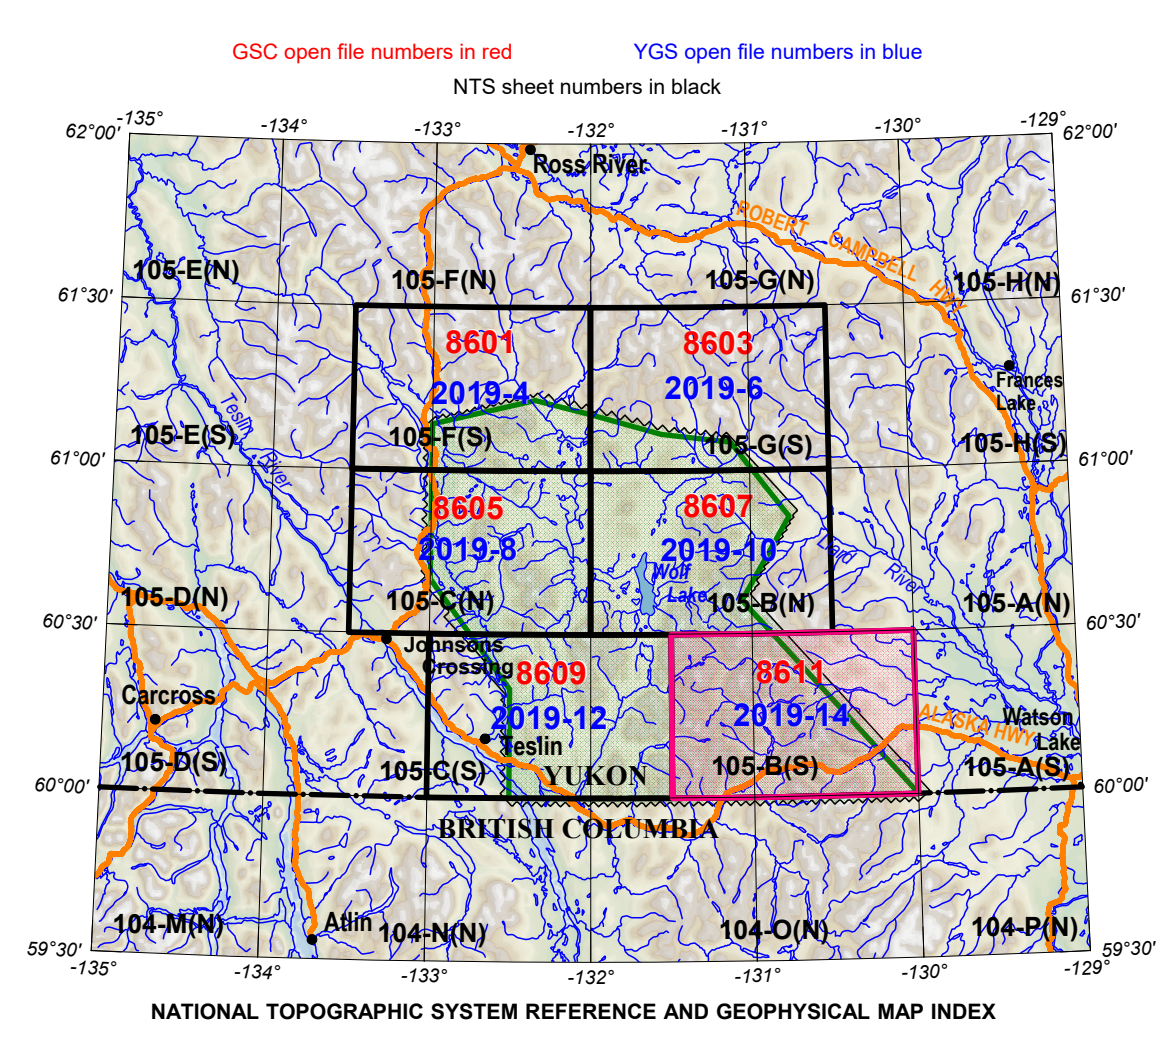 GSC open file numbers in red
YGS open file numbers in blue
NTS sheet numbers in black
-135°
-134°
-133°
-132°
-131°
-130°
-129°
62°00'
62°00'
Ross River
ROBERT CAMPBELL HWY
105-E(N)
105-F(N)
105-G(N)
105-H(N)
61°30'
61°30'
8601
8603
2019-4
2019-6
Frances
Lake
Teslin River
105-E(S)
105-F(S)
105-G(S)
105-H(S)
61°00'
61°00'
8605
8607
2019-8
2019-10
Liard River
Wolf
Lake
105-D(N)
105-C(N)
105-B(N)
105-A(N)
60°30'
60°30'
Johnsons
Crossing
8609
8611
Carcross
2019-12
2019-14
ALASKA HWY
Watson
Lake
Teslin
105-D(S)
105-C(S)
YUKON
105-B(S)
105-A(S)
60°00'
60°00'
BRITISH COLUMBIA
104-M(N)
Atlin
104-N(N)
104-O(N)
104-P(N)
59°30'
59°30'
-135°
-134°
-133°
-132°
-131°
-130°
-129°
NATIONAL TOPOGRAPHIC SYSTEM REFERENCE AND GEOPHYSICAL MAP INDEX